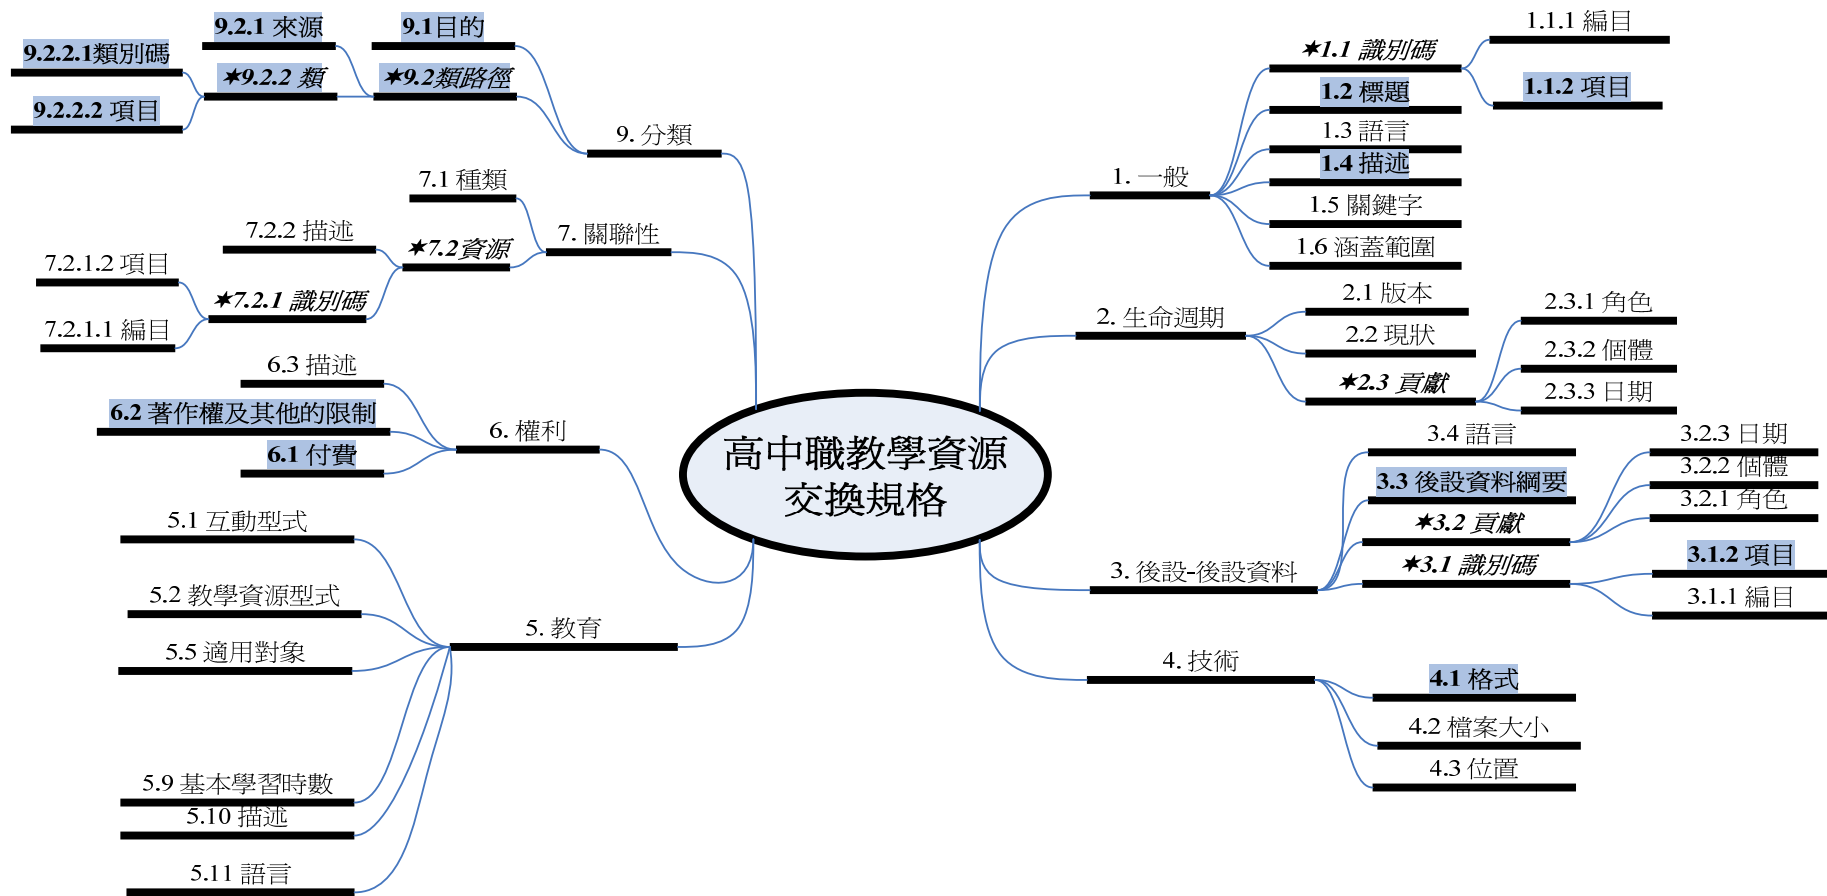 高中職教學資源
交換規格
1. 一般
★1.1 識別碼
1.1.1 編目
1.1.2 項目
1.2 標題
1.3 語言
1.4 描述
1.5 關鍵字
1.6 涵蓋範圍
2. 生命週期
2.1 版本
2.2 現狀
★2.3 貢獻
2.3.1 角色
2.3.2 個體
2.3.3 日期
3. 後設-後設資料
3.4 語言
3.3 後設資料綱要
★3.2 貢獻
3.2.3 日期
3.2.2 個體
3.2.1 角色
★3.1 識別碼
3.1.2 項目
3.1.1 編目
4. 技術
4.1 格式
4.2 檔案大小
4.3 位置
5. 教育
5.1 互動型式
5.2 教學資源型式
5.5 適用對象
5.9 基本學習時數
5.10 描述
5.11 語言
6. 權利
6.3 描述
6.2 著作權及其他的限制
6.1 付費
7. 關聯性
7.1 種類
★7.2資源
7.2.2 描述
★7.2.1 識別碼
7.2.1.2 項目
7.2.1.1 編目
9. 分類
9.1目的
★9.2類路徑
9.2.1 來源
★9.2.2 類
9.2.2.1類別碼
9.2.2.2 項目